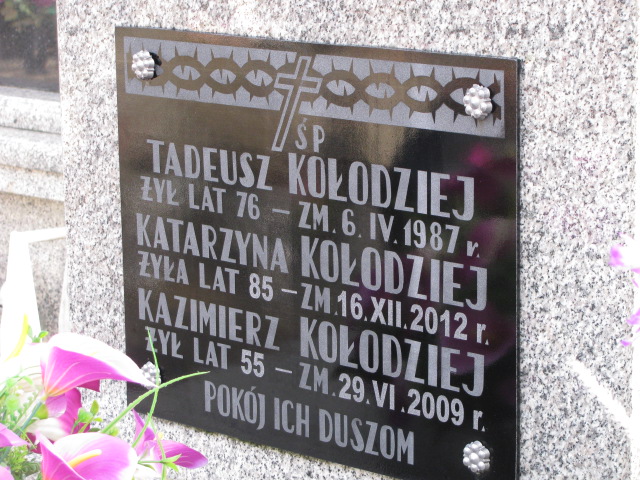 ŚP
TADEUSZ KOŁODZIEJ
ŻYŁ LAT 76 – ZM. 6. IV. 1987 r.
KATARZYNA KOŁODZIEJ
ŻYŁA LAT 85 – ZM. 16.XII. 2012 r.
KAZIMIERZ KOŁODZIEJ
ŻYŁ LAT 55 – ZM. 29. VI. 2009 r.
POKÓJ ICH DUSZOM